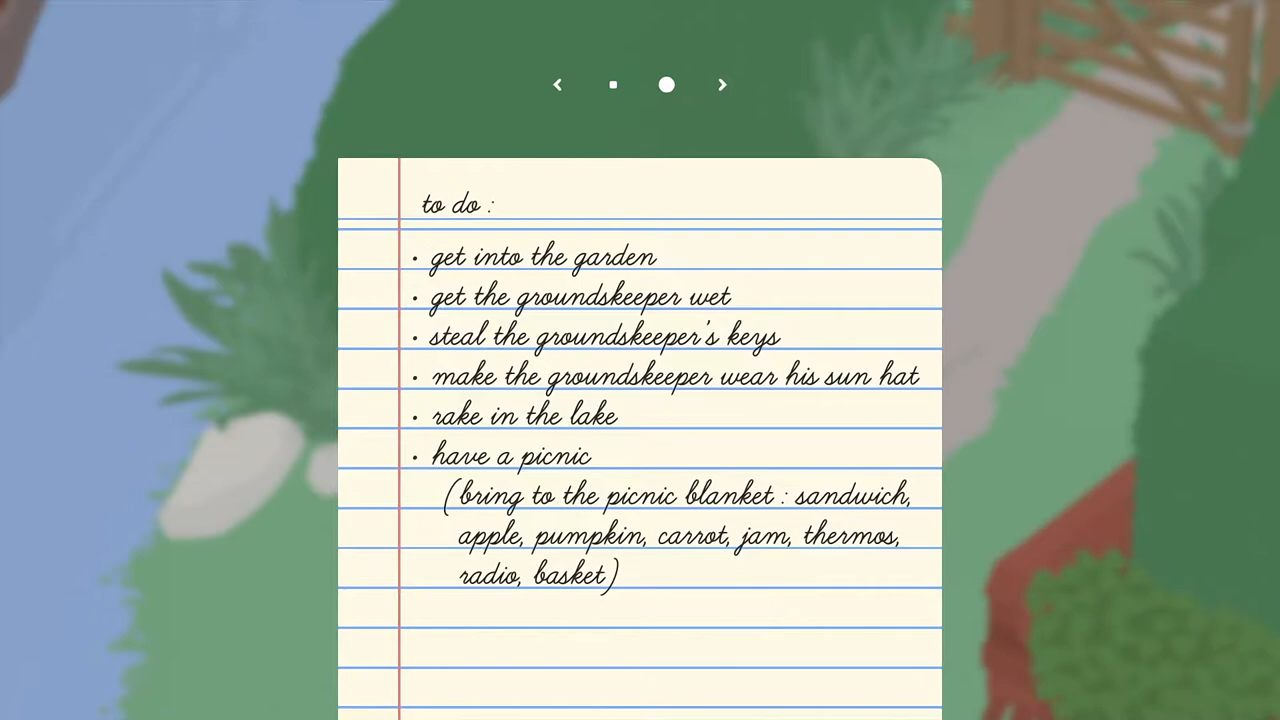 to do :
• get into the garden
• get the groundskeeper wet
• steal the groundskeeper's keys
• make the groundskeeper wear his sun hat
• rake in the lake
• have a picnic
(bring to the picnic blanket : sandwich,
apple, pumpkin, carrot, jam, thermos,
radio, basket)